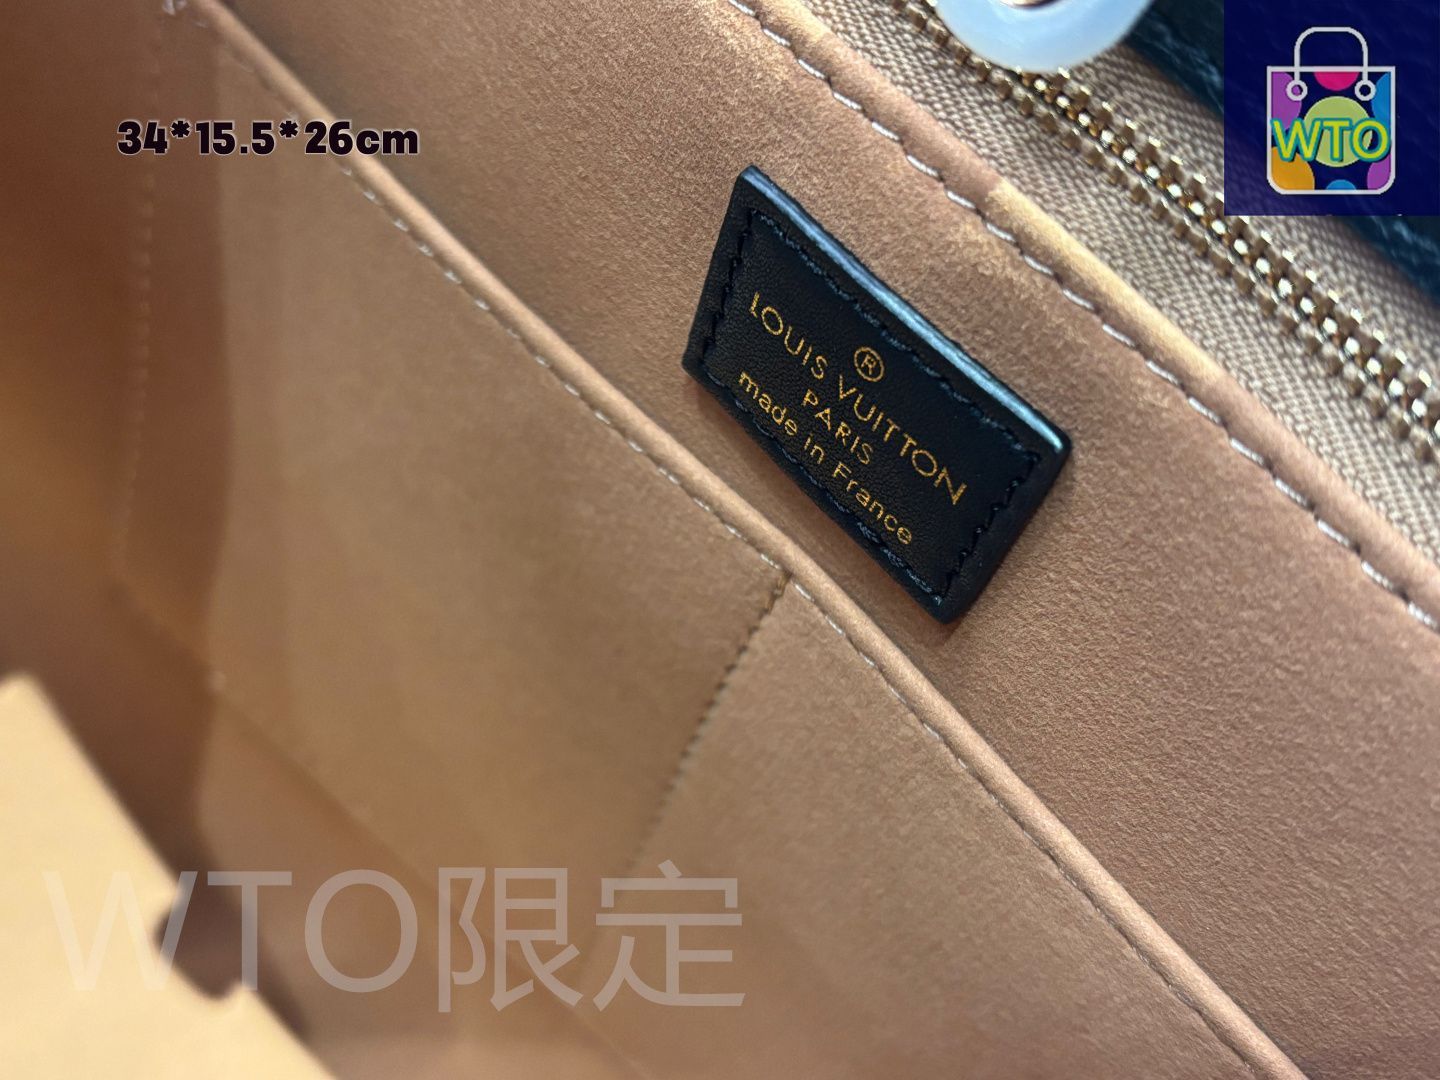 34*15.5*26cm
WTO
®
LOUIS VUITTON
PARIS
made in France
WTO限定